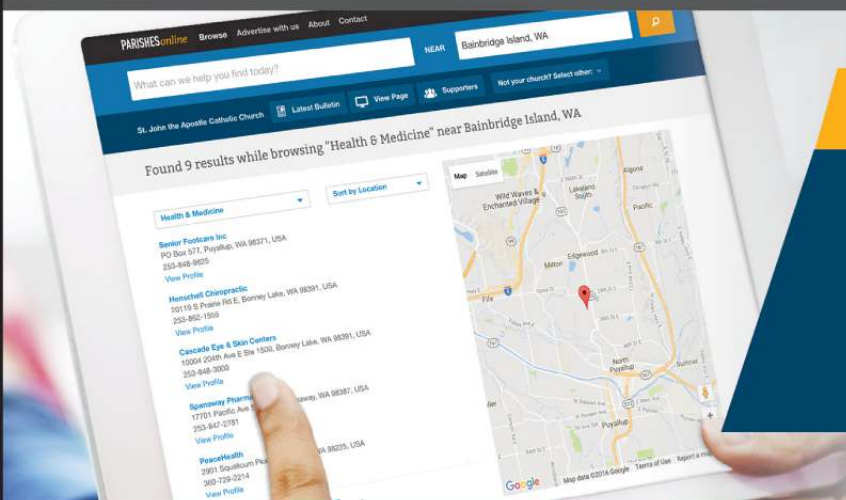 PARISHESonline Browse Advertise with us About Contact
What can we help you find today?
NEAR
Bainbridge Island, WA
St. John the Apostle Catholic Church Latest Bulletin View Page Supporters Not your church? Select other:
Found 9 results while browsing "Health & Medicine" near Bainbridge Island, WA
Health & Medicine
Sort by Location
Senior Footcare Inc
PO Box 577, Puyallup, WA 98371, USA
253-848-9825
View Profile
Henschell Chiropractic
20119 S Prairie Rd E, Bonney Lake, WA 98391, USA
253-862-1555
View Profile
Cascade Eye & Skin Centers
10004 204th Ave E Ste 1500, Bonney Lake, WA 98391, USA
253-848-3000
View Profile
Spanaway
17701 Pacific Ave WA 98387, USA
253-847-2781
View Profile
PeaceHealth
2901 Squalicum 98225, USA
360-729-2214
View Profile
Map Satellite
Wild Waves &
Enchanted Village
Lakeland
South
Algona
Pacific
Edgewood
Milton
Fife
North
Puyallup
Sumner
Puyallup
Google
Map data ©2016 Google Terms of Use Report a